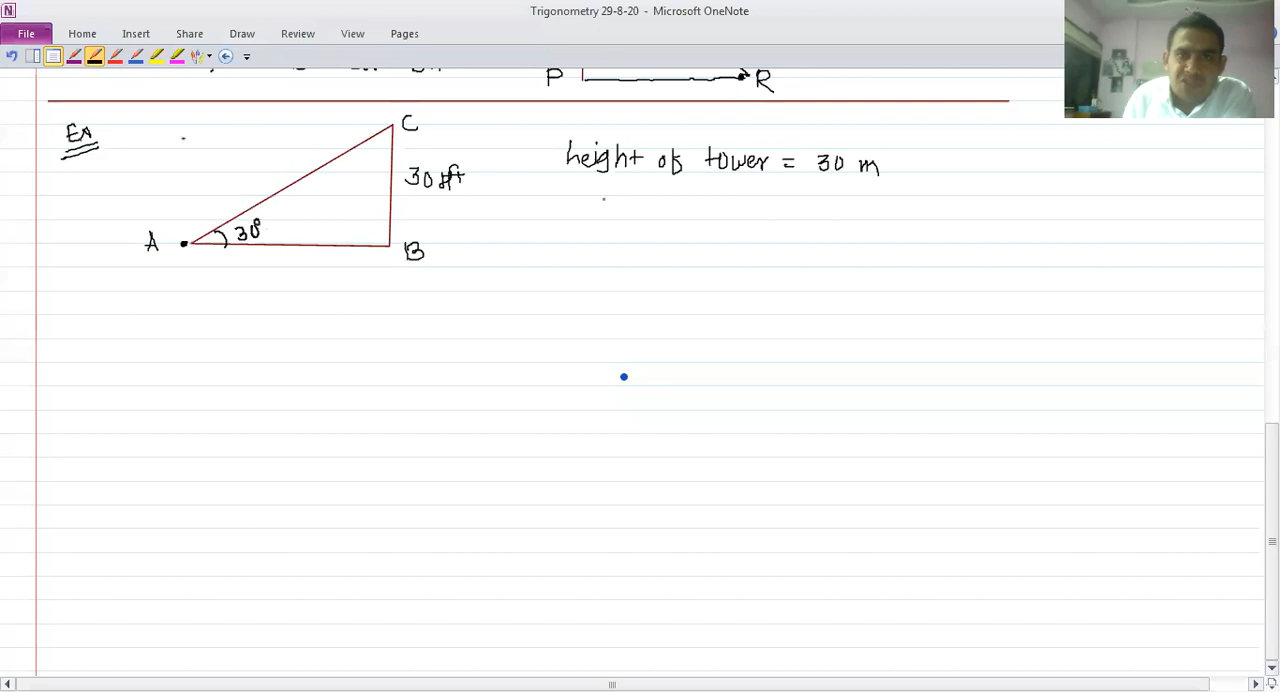 Trigonometry 29-8-20 - Microsoft OneNote
File Home Insert Share Draw Review View Pages
P R
Ex
C
height of tower = 30 m
30 ft
30°
A
B